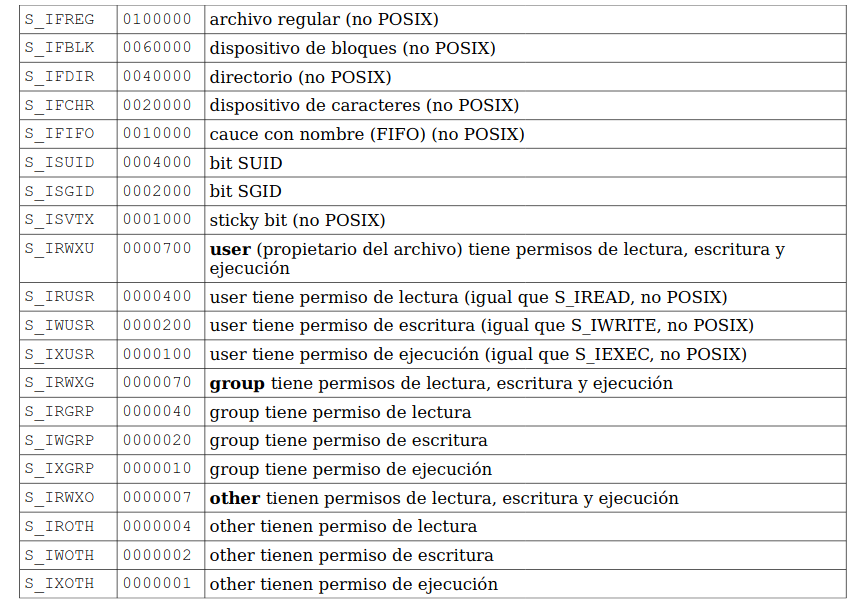 S_IFREG 0100000 archivo regular (no POSIX)
S_IFBLK 0060000 dispositivo de bloques (no POSIX)
S_IFDIR 0040000 directorio (no POSIX)
S_IFCHR 0020000 dispositivo de caracteres (no POSIX)
S_IFIFO 0010000 cauce con nombre (FIFO) (no POSIX)
S_ISUID 0004000 bit SUID
S_ISGID 0002000 bit SGID
S_ISVTX 0001000 sticky bit (no POSIX)
S_IRWXU 0000700 user (propietario del archivo) tiene permisos de lectura, escritura y
ejecución
S_IRUSR 0000400 user tiene permiso de lectura (igual que S_IREAD, no POSIX)
S_IWUSR 0000200 user tiene permiso de escritura (igual que S_IWRITE, no POSIX)
S_IXUSR 0000100 user tiene permiso de ejecución (igual que S_IEXEC, no POSIX)
S_IRWXG 0000070 group tiene permisos de lectura, escritura y ejecución
S_IRGRP 0000040 group tiene permiso de lectura
S_IWGRP 0000020 group tiene permiso de escritura
S_IXGRP 0000010 group tiene permiso de ejecución
S_IRWXO 0000007 other tienen permisos de lectura, escritura y ejecución
S_IROTH 0000004 other tienen permiso de lectura
S_IWOTH 0000002 other tienen permiso de escritura
S_IXOTH 0000001 other tienen permiso de ejecución